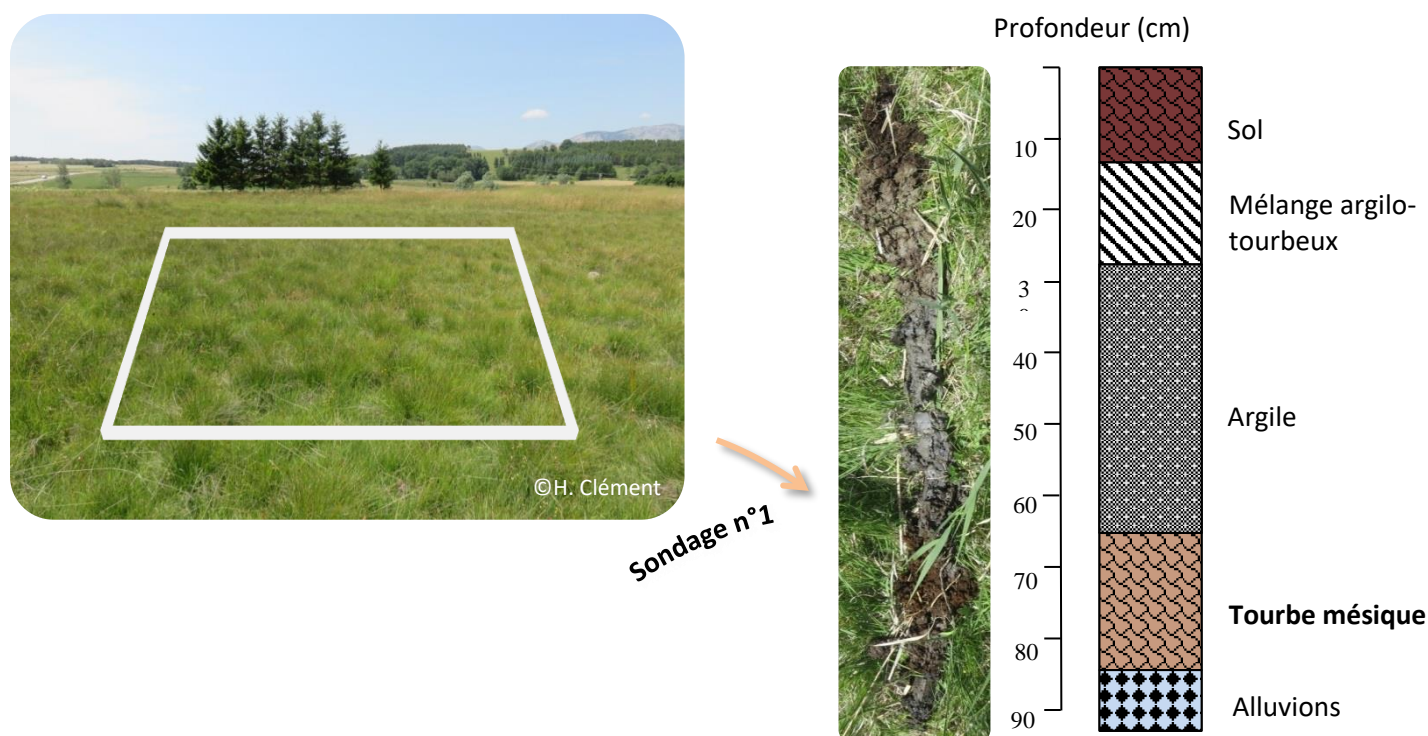 Profondeur (cm)
©H. Clément
Sondage n°1
10
20
3
40
50
60
70
80
90
Sol
Mélange argilo-
tourbeux
Argile
Tourbe mésique
Alluvions